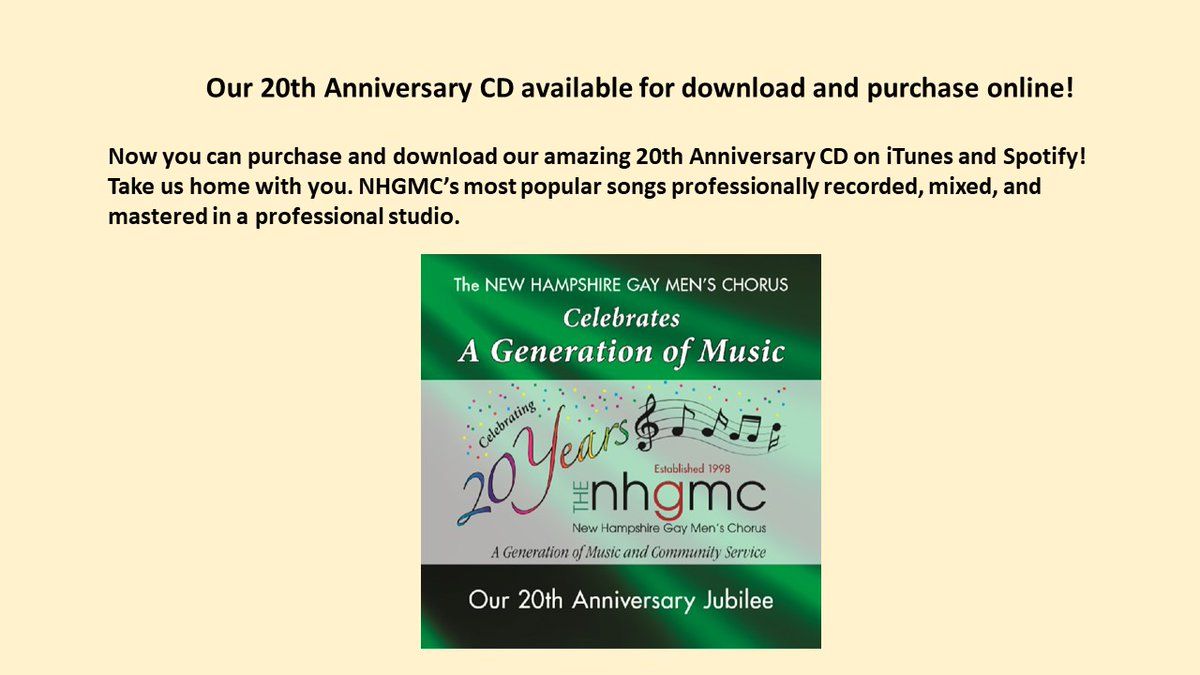 Our 20th Anniversary CD available for download and purchase online!
Now you can purchase and download our amazing 20th Anniversary CD on iTunes and Spotify!
Take us home with you. NHGMC’s most popular songs professionally recorded, mixed, and
mastered in a professional studio.
The NEW HAMPSHIRE GAY MEN’S CHORUS
Celebrates
A Generation of Music
Celebrating
20 Years
Established 1998
THE nhgmc
New Hampshire Gay Men’s Chorus
A Generation of Music and Community Service
Our 20th Anniversary Jubilee